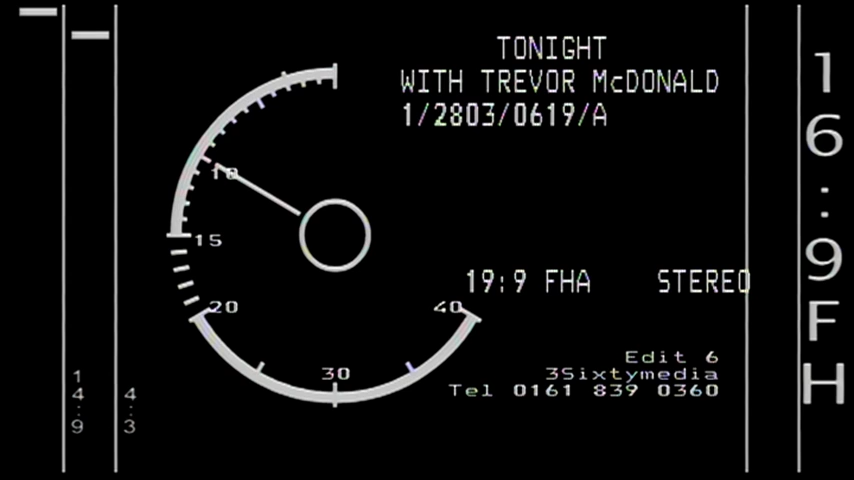 TONIGHT
WITH TREVOR McDONALD
1/2803/0619/A
10
15
20
40
30
19:9 FHA STEREO
Edit 6
3Sixtymedia
Tel 0161 839 0360
14:9
4:3
16:9FH